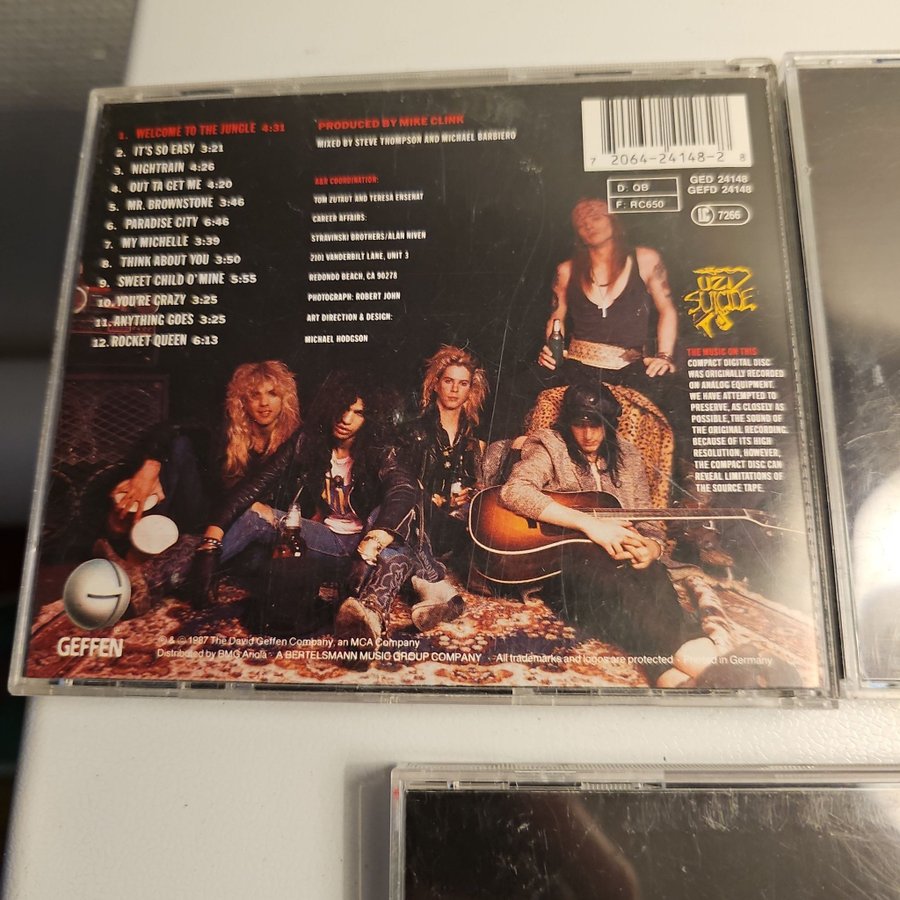 1. WELCOME TO THE JUNGLE 4:31
2. IT'S SO EASY 3:21
3. NIGHTRAIN 4:26
4. OUT TA GET ME 4:20
5. MR. BROWNSTONE 3:46
6. PARADISE CITY 6:46
7. MY MICHELLE 3:39
8. THINK ABOUT YOU 3:50
9. SWEET CHILD O'MINE 5:55
10. YOU'RE CRAZY 3:25
11. ANYTHING GOES 3:25
12. ROCKET QUEEN 6:13
PRODUCED BY MIKE CLINK
MIXED BY STEVE THOMPSON AND MICHAEL BARBIERO
A&R COORDINATION:
TOM ZUTAUT AND TERESA ENSENAT
CAREER AFFAIRS:
STRAVINSKI BROTHERS/ALAN NIVEN
2101 VANDERBILT LANE, UNIT 3
REDONDO BEACH, CA 90278
PHOTOGRAPH: ROBERT JOHN
ART DIRECTION & DESIGN:
MICHAEL HODGSON
7 2064-24148-2 8
D: QB
F: RC650
GED 24148
GEFD 24148
LC 7266
UZI
SUICIDE
THE MUSIC ON THIS
COMPACT DIGITAL DISC
WAS ORIGINALLY RECORDED
ON ANALOG EQUIPMENT.
WE HAVE ATTEMPTED TO
PRESERVE, AS CLOSELY AS
POSSIBLE, THE SOUND OF
THE ORIGINAL RECORDING.
BECAUSE OF ITS HIGH
RESOLUTION, HOWEVER,
THE COMPACT DISC CAN
REVEAL LIMITATIONS OF
THE SOURCE TAPE.
GEFFEN
℗ & © 1987 The David Geffen Company, an MCA Company
Distributed by BMG Ariola · A BERTELSMANN MUSIC GROUP COMPANY · All trademarks and logos are protected · Printed in Germany